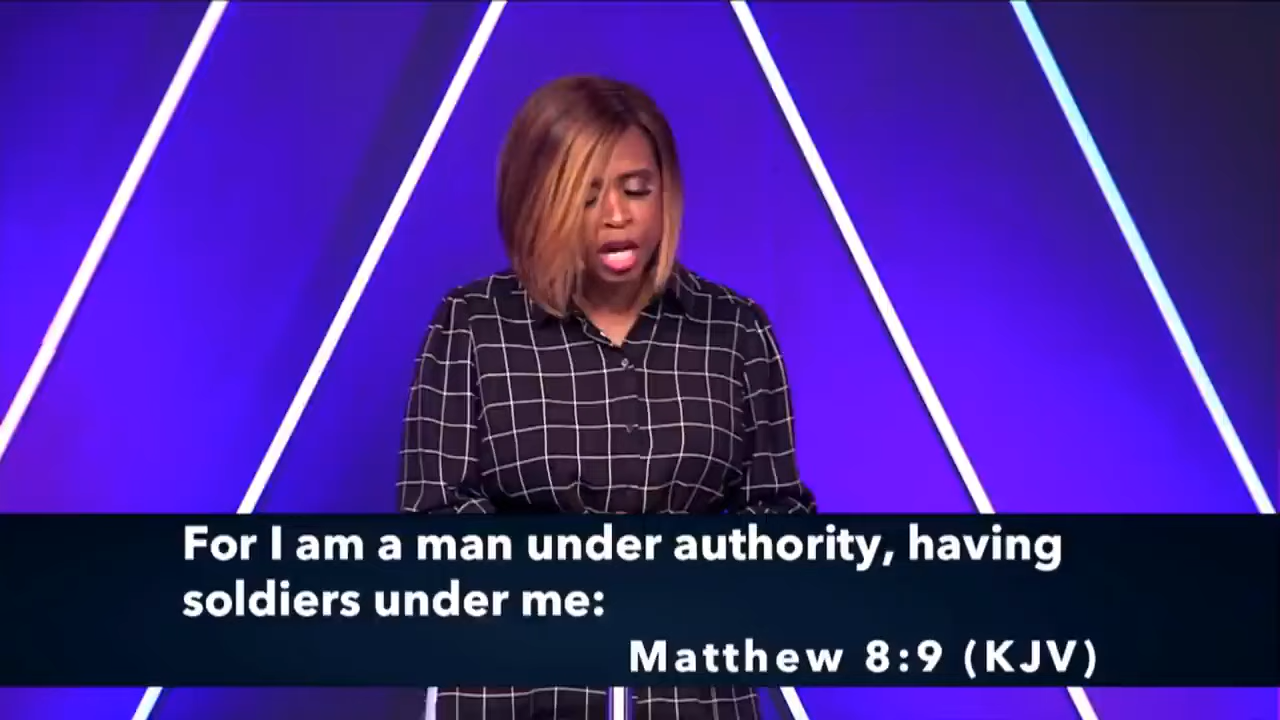 For I am a man under authority, having
soldiers under me:
Matthew 8:9 (KJV)